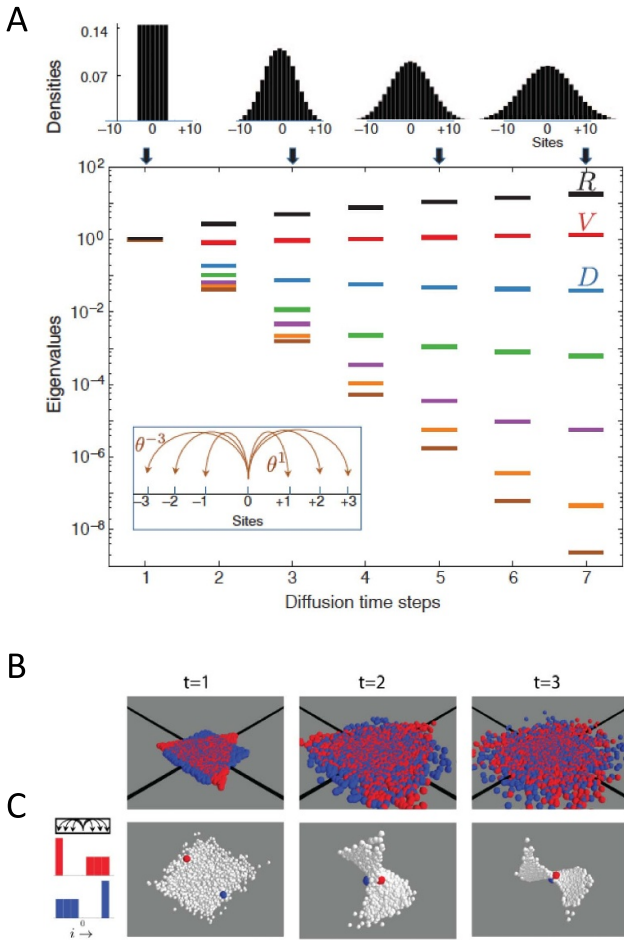 A
Densities
0.14
0.07
−10 0 +10
−10 0 +10
−10 0 +10
−10 0 +10
Sites
Eigenvalues
10^2
10^0
10^−2
10^−4
10^−6
10^−8
R
V
D
θ^−3
θ^1
−3 −2 −1 0 +1 +2 +3
Sites
1 2 3 4 5 6 7
Diffusion time steps
B
t=1 t=2 t=3
C
0
i →